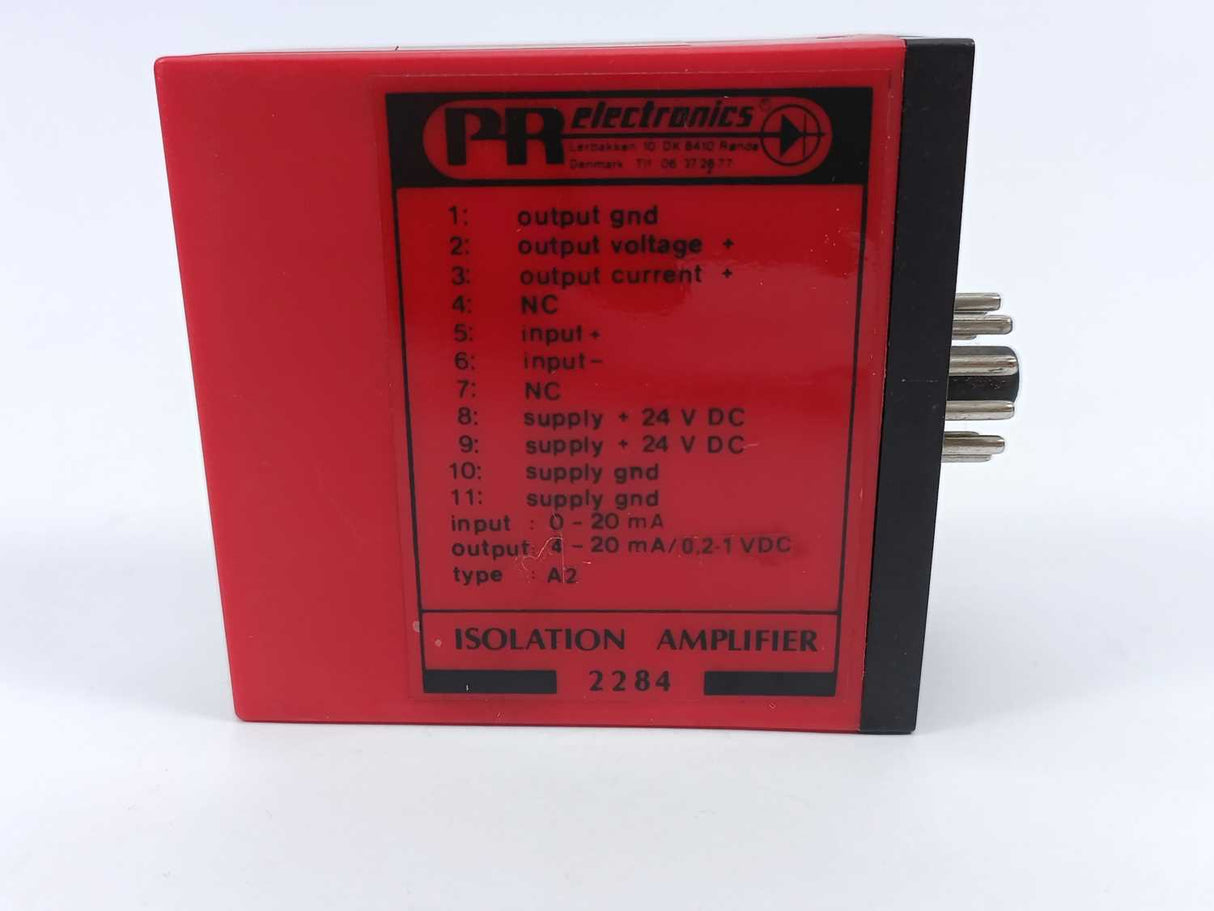 PR electronics®
Lerbakken 10 DK 8410 Rønde
Denmark Tlf 06 37 26 77
1: output gnd
2: output voltage +
3: output current +
4: NC
5: input +
6: input –
7: NC
8: supply + 24 V DC
9: supply + 24 V DC
10: supply gnd
11: supply gnd
input : 0 – 20 mA
output: 4 – 20 mA/0,2-1 VDC
type : A2
ISOLATION AMPLIFIER
2284